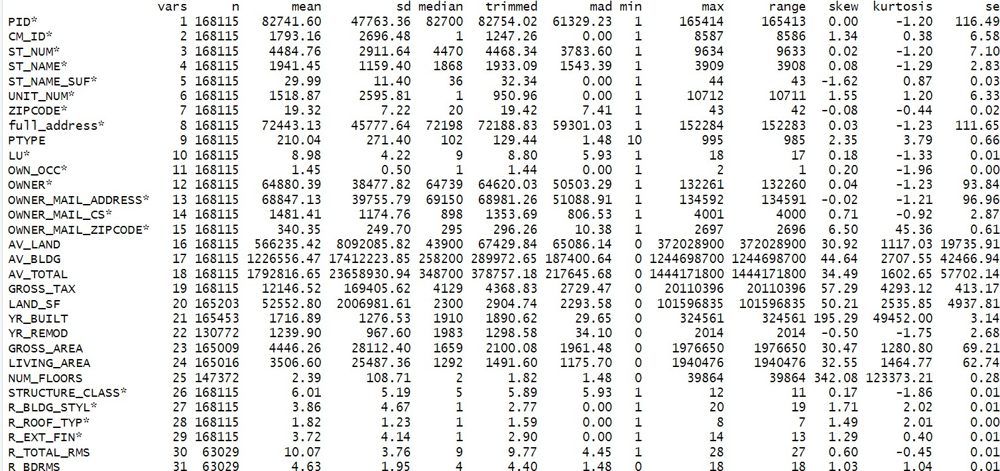 vars n mean sd median trimmed mad min max range skew kurtosis se
PID* 1 168115 82741.60 47763.36 82700 82754.02 61329.23 1 165414 165413 0.00 -1.20 116.49
CM_ID* 2 168115 1793.16 2696.48 1 1247.26 0.00 1 8587 8586 1.34 0.38 6.58
ST_NUM* 3 168115 4484.76 2911.64 4470 4468.34 3783.60 1 9634 9633 0.02 -1.20 7.10
ST_NAME* 4 168115 1941.45 1159.40 1868 1933.09 1543.39 1 3909 3908 0.08 -1.29 2.83
ST_NAME_SUF* 5 168115 29.99 11.40 36 32.34 0.00 1 44 43 -1.62 0.87 0.03
UNIT_NUM* 6 168115 1518.87 2595.81 1 950.96 0.00 1 10712 10711 1.55 1.20 6.33
ZIPCODE* 7 168115 19.32 7.22 20 19.42 7.41 1 43 42 -0.08 -0.44 0.02
full_address* 8 168115 72443.13 45777.64 72198 72188.83 59301.03 1 152284 152283 0.03 -1.23 111.65
PTYPE 9 168115 210.04 271.40 102 129.44 1.48 10 995 985 2.35 3.79 0.66
LU* 10 168115 8.98 4.22 9 8.80 5.93 1 18 17 0.18 -1.33 0.01
OWN_OCC* 11 168115 1.45 0.50 1 1.44 0.00 1 2 1 0.20 -1.96 0.00
OWNER* 12 168115 64880.39 38477.82 64739 64620.03 50503.29 1 132261 132260 0.04 -1.23 93.84
OWNER_MAIL_ADDRESS* 13 168115 68847.13 39755.79 69150 68981.26 51088.91 1 134592 134591 -0.02 -1.21 96.96
OWNER_MAIL_CS* 14 168115 1481.41 1174.76 898 1353.69 806.53 1 4001 4000 0.71 -0.92 2.87
OWNER_MAIL_ZIPCODE* 15 168115 340.35 249.70 295 296.26 10.38 1 2697 2696 6.50 45.36 0.61
AV_LAND 16 168115 566235.42 8092085.82 43900 67429.84 65086.14 0 372028900 372028900 30.92 1117.03 19735.91
AV_BLDG 17 168115 1226556.47 17412223.85 258200 289972.65 187400.64 0 1244698700 1244698700 44.64 2707.55 42466.94
AV_TOTAL 18 168115 1792816.65 23658930.94 348700 378757.18 217645.68 0 1444171800 1444171800 34.49 1602.65 57702.14
GROSS_TAX 19 168115 12146.52 169405.62 4129 4368.83 2729.47 0 20110396 20110396 57.29 4293.12 413.17
LAND_SF 20 165203 52552.80 2006981.61 2300 2904.74 2293.58 0 101596835 101596835 50.21 2535.85 4937.81
YR_BUILT 21 165453 1716.89 1276.53 1910 1890.62 29.65 0 324561 324561 195.29 49452.00 3.14
YR_REMOD 22 130772 1239.90 967.60 1983 1298.58 34.10 0 2014 2014 -0.50 -1.75 2.68
GROSS_AREA 23 165009 4446.26 28112.40 1659 2100.08 1961.48 0 1976650 1976650 30.47 1280.80 69.21
LIVING_AREA 24 165016 3506.60 25487.36 1292 1491.60 1175.70 0 1940476 1940476 32.55 1464.77 62.74
NUM_FLOORS 25 147372 2.39 108.71 2 1.82 1.48 0 39864 39864 342.08 123373.21 0.28
STRUCTURE_CLASS* 26 168115 6.01 5.19 5 5.89 5.93 1 12 11 0.17 -1.86 0.01
R_BLDG_STYL* 27 168115 3.86 4.67 1 2.77 0.00 1 20 19 1.71 2.02 0.01
R_ROOF_TYP* 28 168115 1.82 1.23 1 1.59 0.00 1 8 7 1.49 2.01 0.00
R_EXT_FIN* 29 168115 3.72 4.14 1 2.90 0.00 1 14 13 1.29 0.40 0.01
R_TOTAL_RMS 30 63029 10.07 3.76 9 9.77 4.45 1 28 27 0.60 -0.45 0.01
R_BDRMS 31 63029 4.63 1.95 4 4.40 1.48 0 18 18 1.03 1.04 0.01